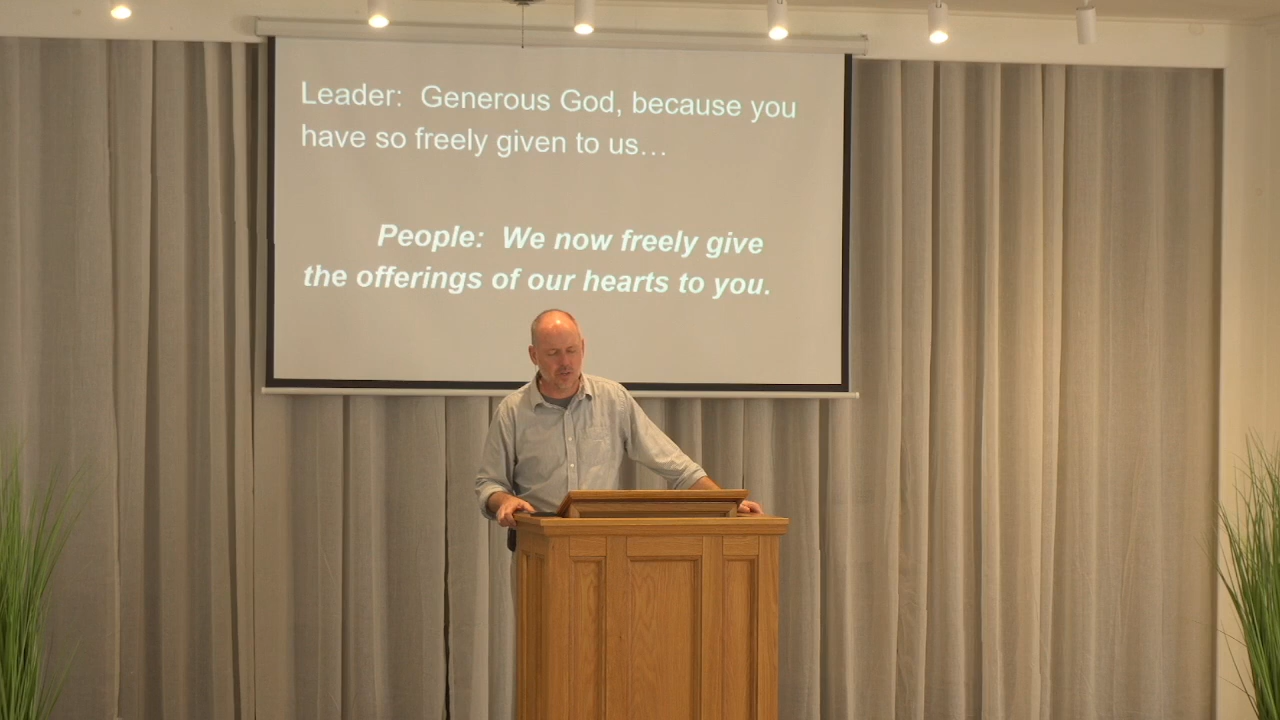 Leader:  Generous God, because you
have so freely given to us…
People:  We now freely give
the offerings of our hearts to you.